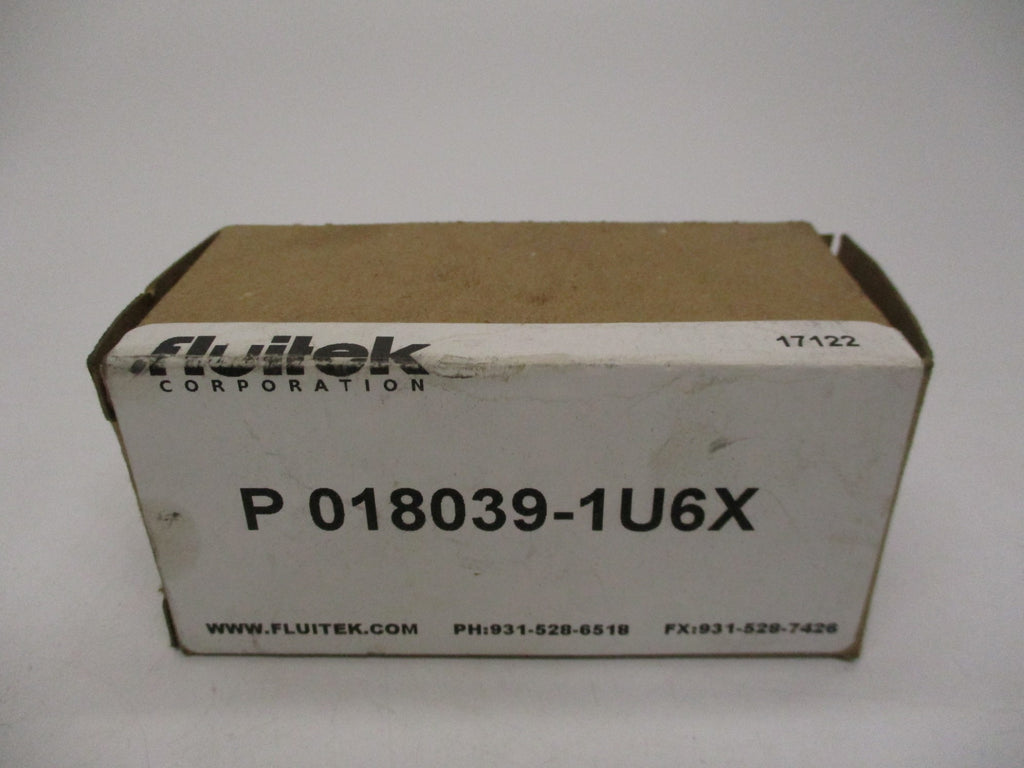 fluitek
CORPORATION
17122
P 018039-1U6X
WWW.FLUITEK.COM PH:931-528-6518 FX:931-528-7426